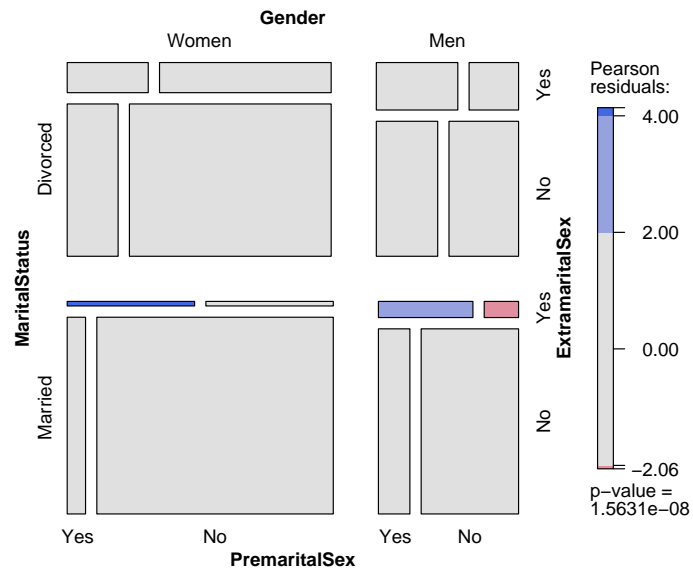 Gender
Women Men
Pearson
residuals:
Yes
4.00
Divorced
No
2.00
MaritalStatus
ExtramaritalSex
Yes
0.00
Married
No
−2.06
p−value =
1.5631e−08
Yes No Yes No
PremaritalSex